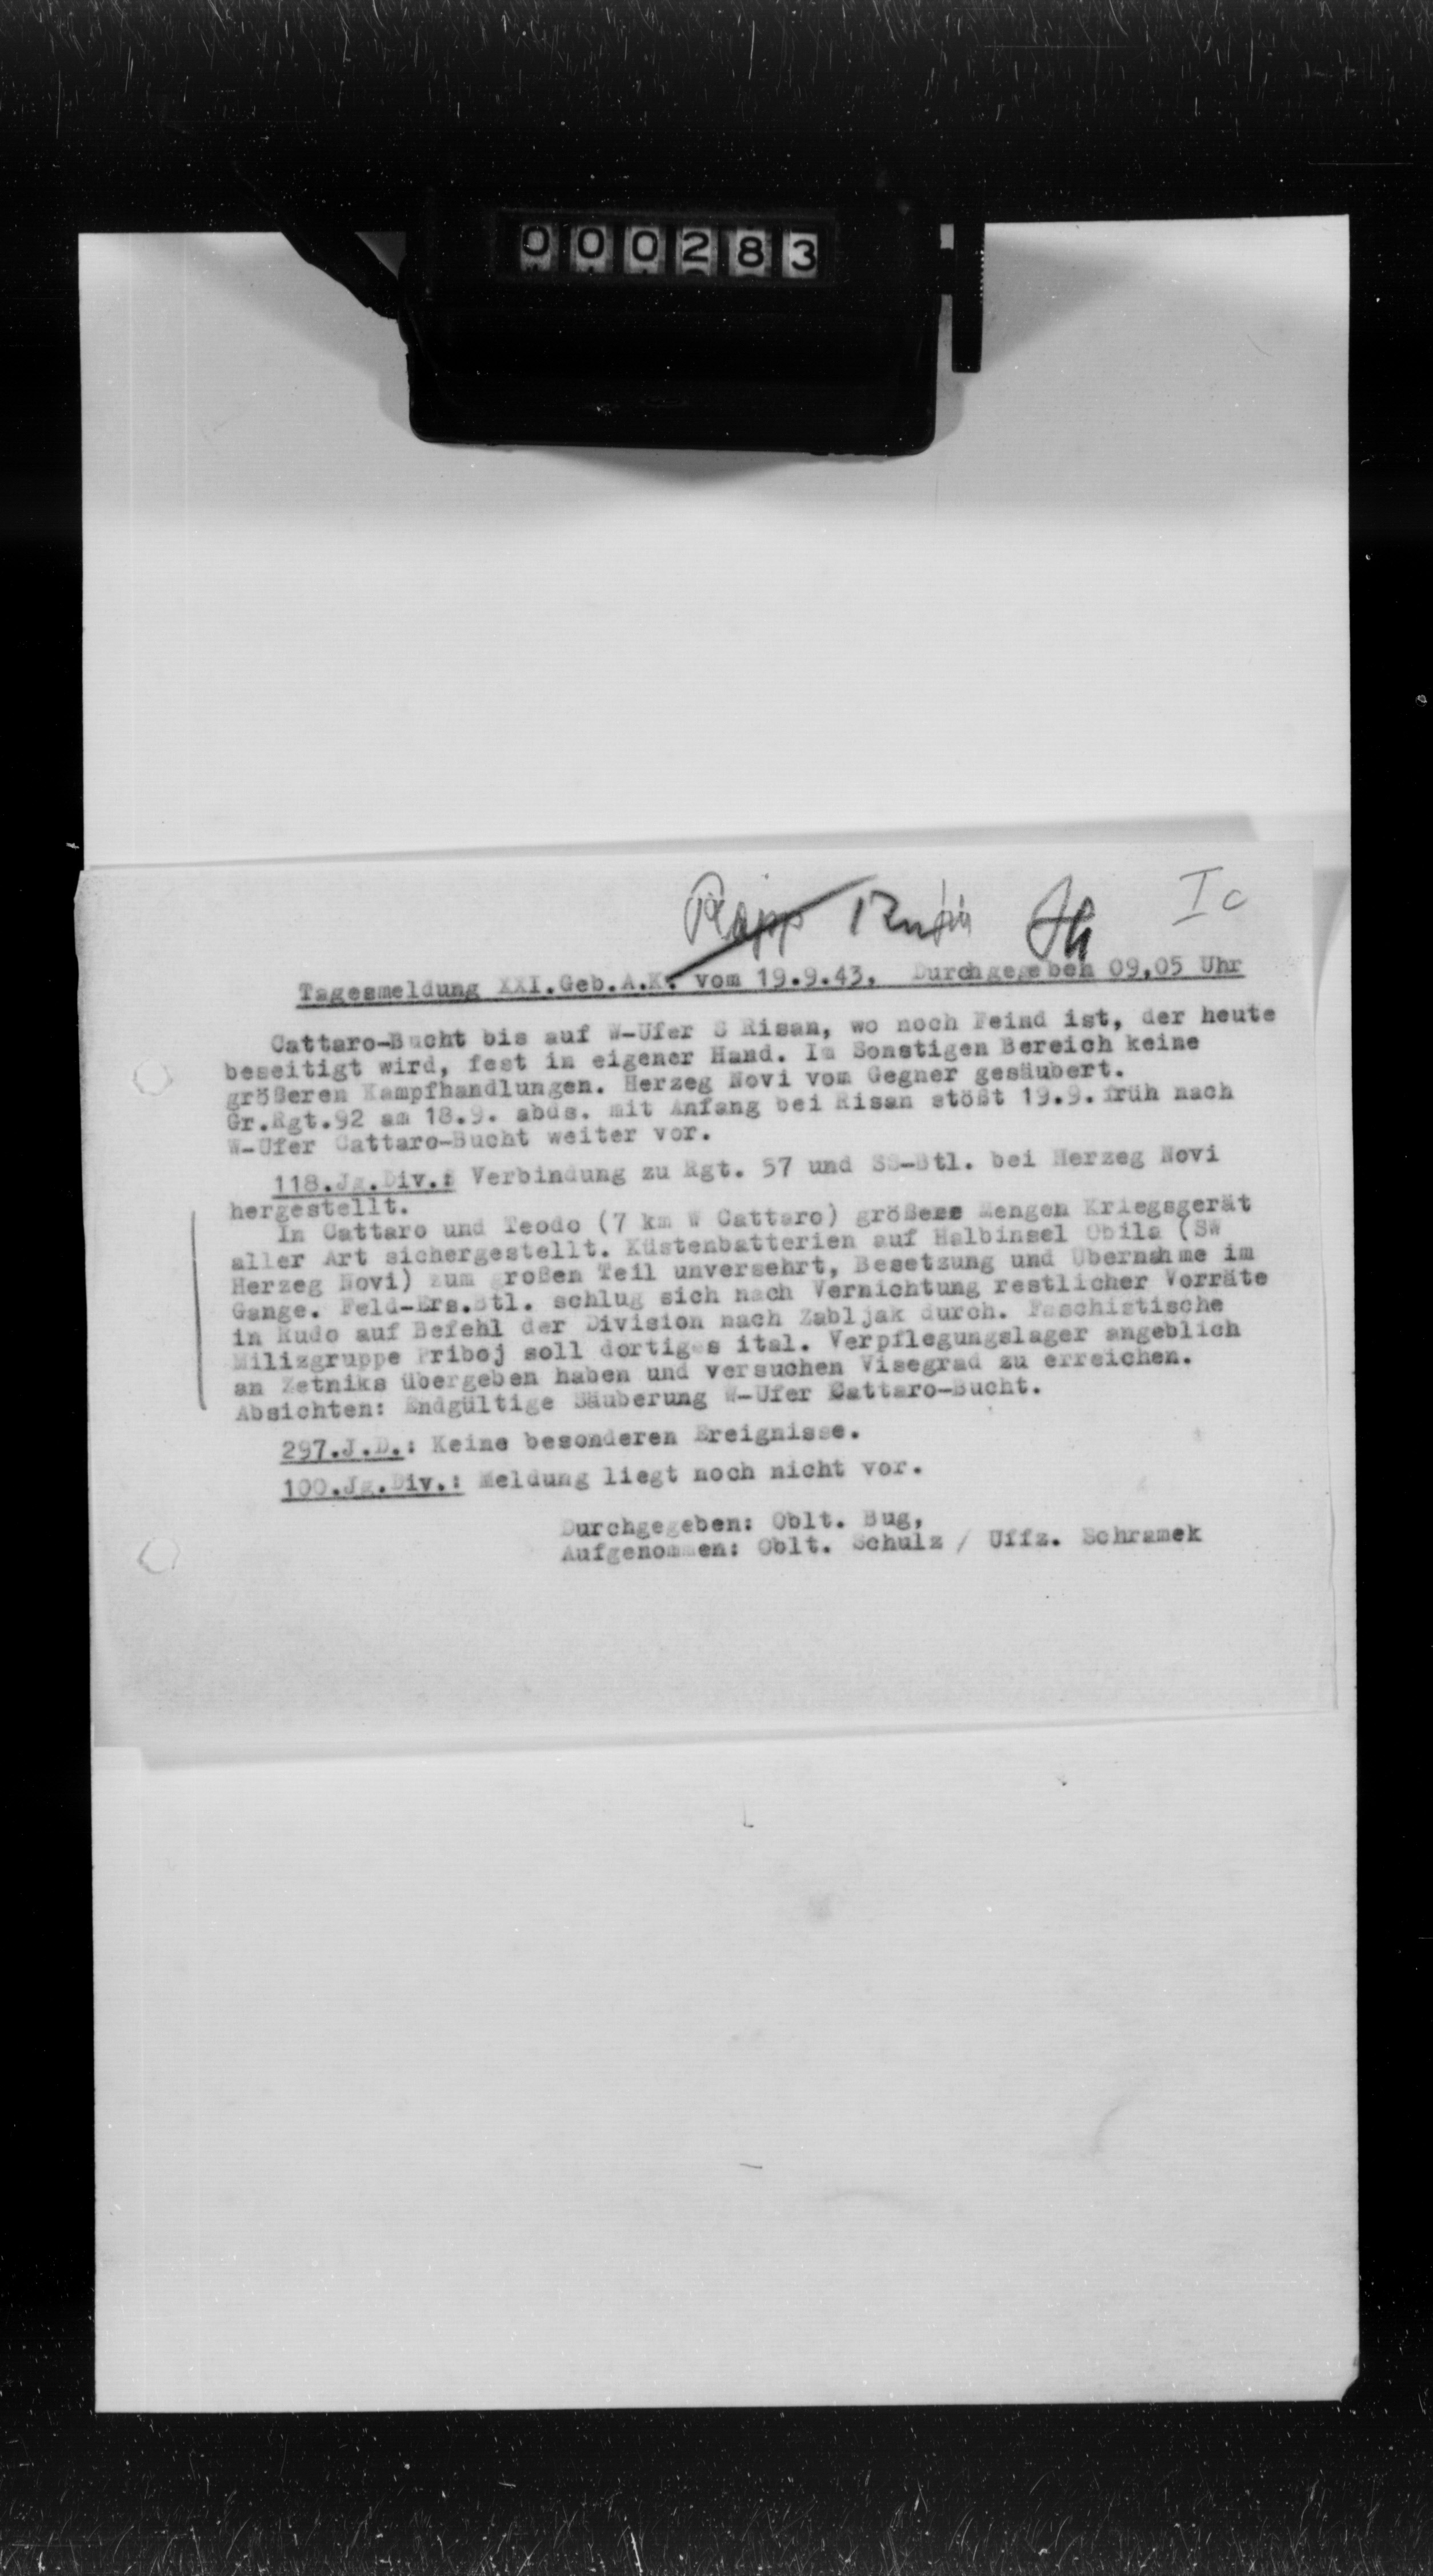 000283
Ic
Tagesmeldung XXI.Geb.A.K. vom 19.9.43. Durchgegeben 09,05 Uhr
Cattaro-Bucht bis auf W-Ufer S Risan, wo noch Feind ist, der heute
beseitigt wird, fest in eigener Hand. Im Sonstigen Bereich keine
größeren Kampfhandlungen. Herzeg Novi vom Gegner gesäubert.
Gr.Rgt.92 am 18.9. abds. mit Anfang bei Risan stößt 19.9. früh nach
W-Ufer Cattaro-Bucht weiter vor.
118.Jg.Div.: Verbindung zu Rgt. 57 und SS-Btl. bei Herzeg Novi
hergestellt.
In Cattaro und Teodo (7 km W Cattaro) größere Mengen Kriegsgerät
aller Art sichergestellt. Küstenbatterien auf Halbinsel Obila (SW
Herzeg Novi) zum großen Teil unversehrt, Besetzung und Übernahme im
Gange. Feld-Ers.Btl. schlug sich nach Vernichtung restlicher Vorräte
in Rudo auf Befehl der Division nach Zabljak durch. Faschistische
Milizgruppe Priboj soll dortiges ital. Verpflegungslager angeblich
an Zetniks übergeben haben und versuchen Visegrad zu erreichen.
Absichten: Endgültige Säuberung W-Ufer Cattaro-Bucht.
297.J.D.: Keine besonderen Ereignisse.
100.Jg.Div.: Meldung liegt noch nicht vor.
Durchgegeben: Oblt. Bug,
Aufgenommen: Oblt. Schulz / Uffz. Schramek